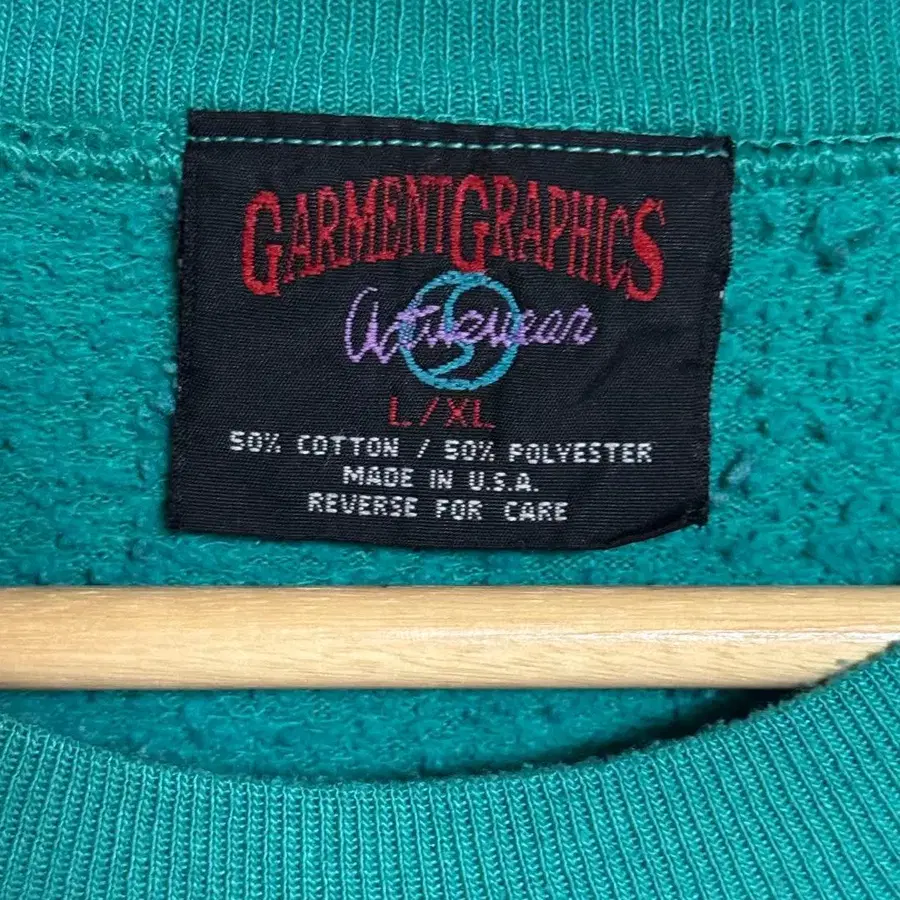 GARMENTGRAPHICS
Activewear
L/XL
50% COTTON / 50% POLYESTER
MADE IN U.S.A.
REVERSE FOR CARE